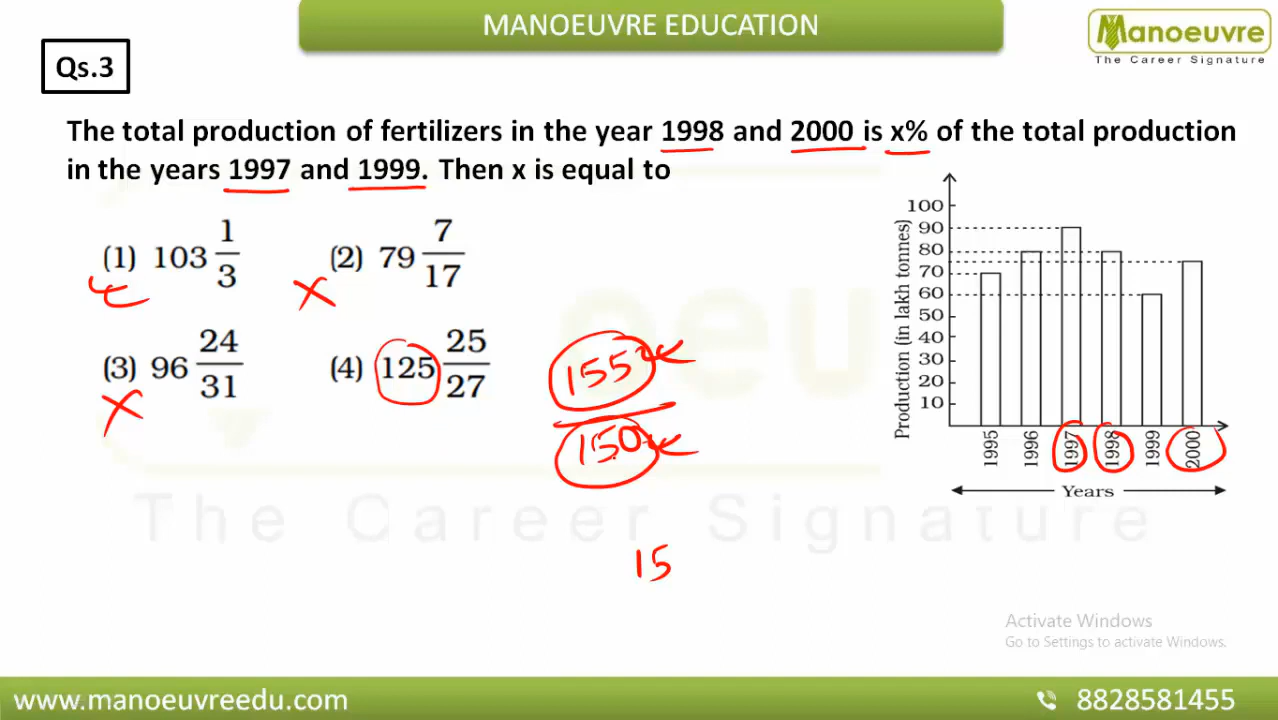 MANOEUVRE EDUCATION
Manoeuvre
The Career Signature
Qs.3
The total production of fertilizers in the year 1998 and 2000 is x% of the total production
in the years 1997 and 1999. Then x is equal to
(1) 103 1/3 (2) 79 7/17
(3) 96 24/31 (4) 125 25/27
155
150
15
Production (in lakh tonnes)
100
90
80
70
60
50
40
30
20
10
1995 1996 1997 1998 1999 2000
Years
The Career Signature
Activate Windows
Go to Settings to activate Windows.
www.manoeuvreedu.com 8828581455